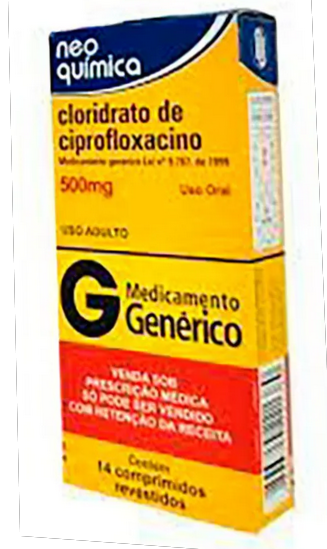 neo
química
cloridrato de
ciprofloxacino
Medicamento genérico Lei nº 9.787, de 1999
500mg
Uso Oral
USO ADULTO
G Medicamento
Genérico
VENDA SOB
PRESCRIÇÃO MÉDICA
SÓ PODE SER VENDIDO
COM RETENÇÃO DA RECEITA
Contém
14 comprimidos
revestidos